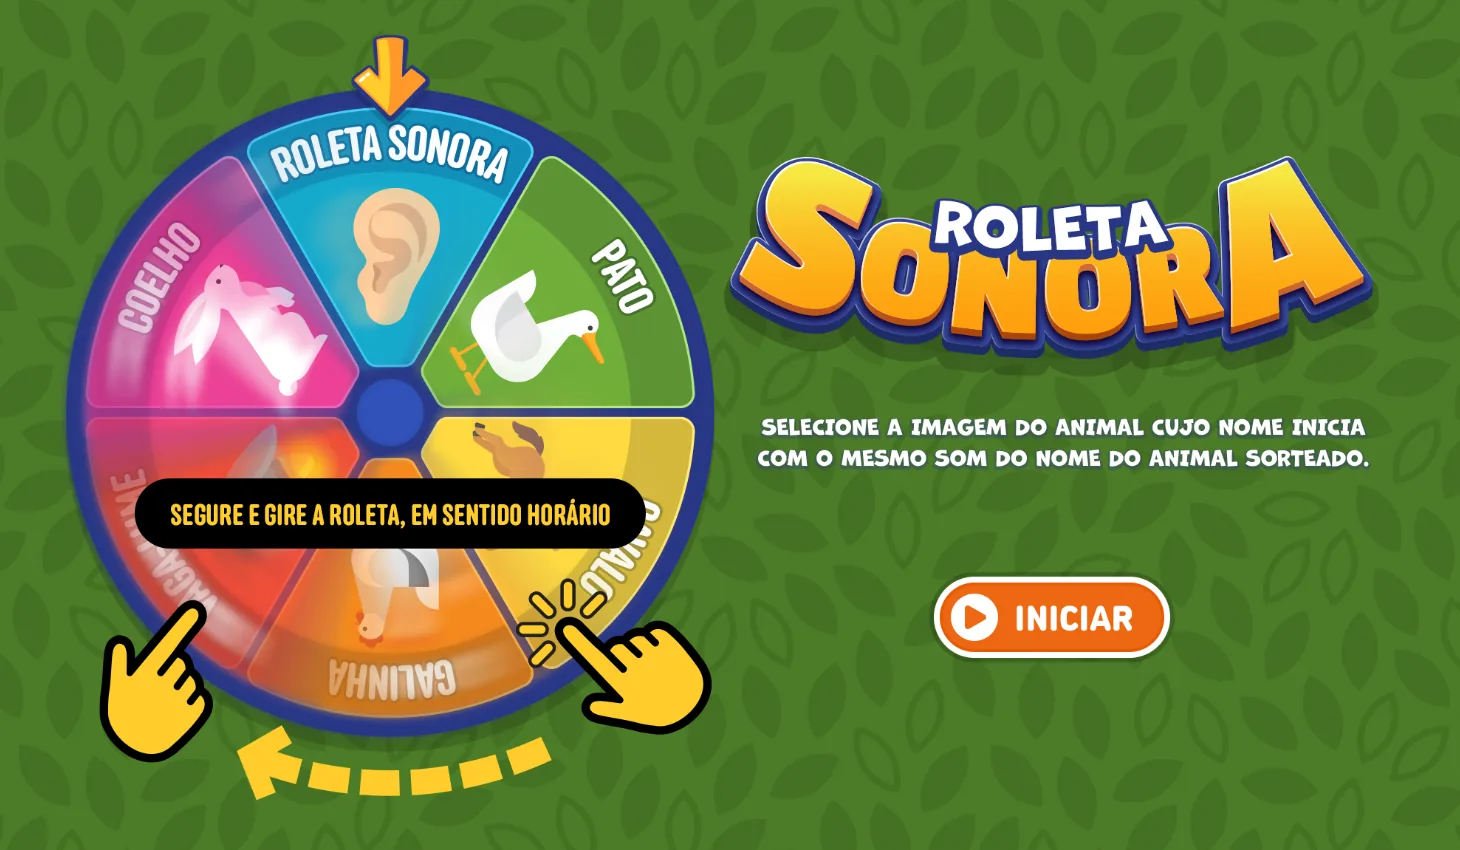 ROLETA SONORA
COELHO
PATO
SEGURE E GIRE A ROLETA, EM SENTIDO HORÁRIO
GALINHA
ROLETA
SONORA
SELECIONE A IMAGEM DO ANIMAL CUJO NOME INICIA
COM O MESMO SOM DO NOME DO ANIMAL SORTEADO.
INICIAR